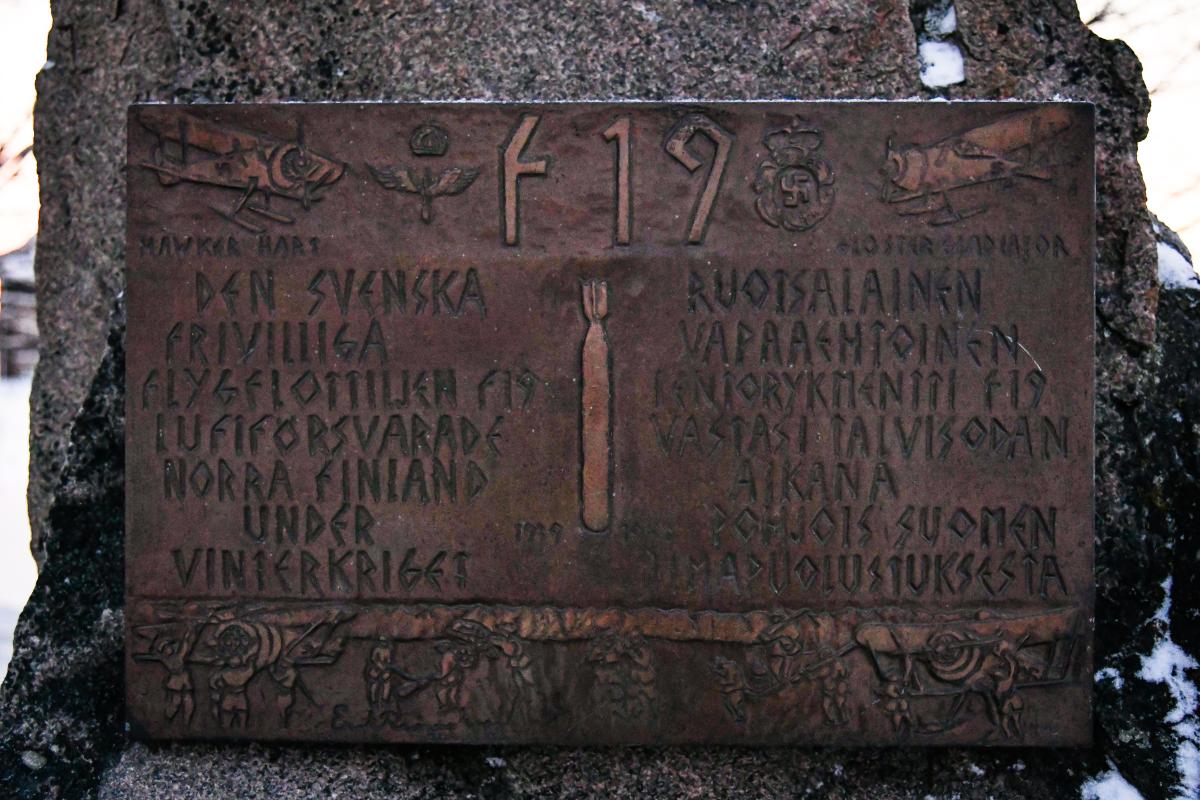 F19
HAWKER HART
GLOSTER GLADIATOR
DEN SVENSKA
FRIVILLIGA
FLYGFLOTTILJEN F19
LUFTFÖRSVARADE
NORRA FINLAND
UNDER
VINTERKRIGET
1939
RUOTSALAINEN
VAPAAEHTOINEN
LENTORYKMENTTI F19
VASTASI TALVISODAN
AIKANA
POHJOIS SUOMEN
ILMAPUOLUSTUKSESTA